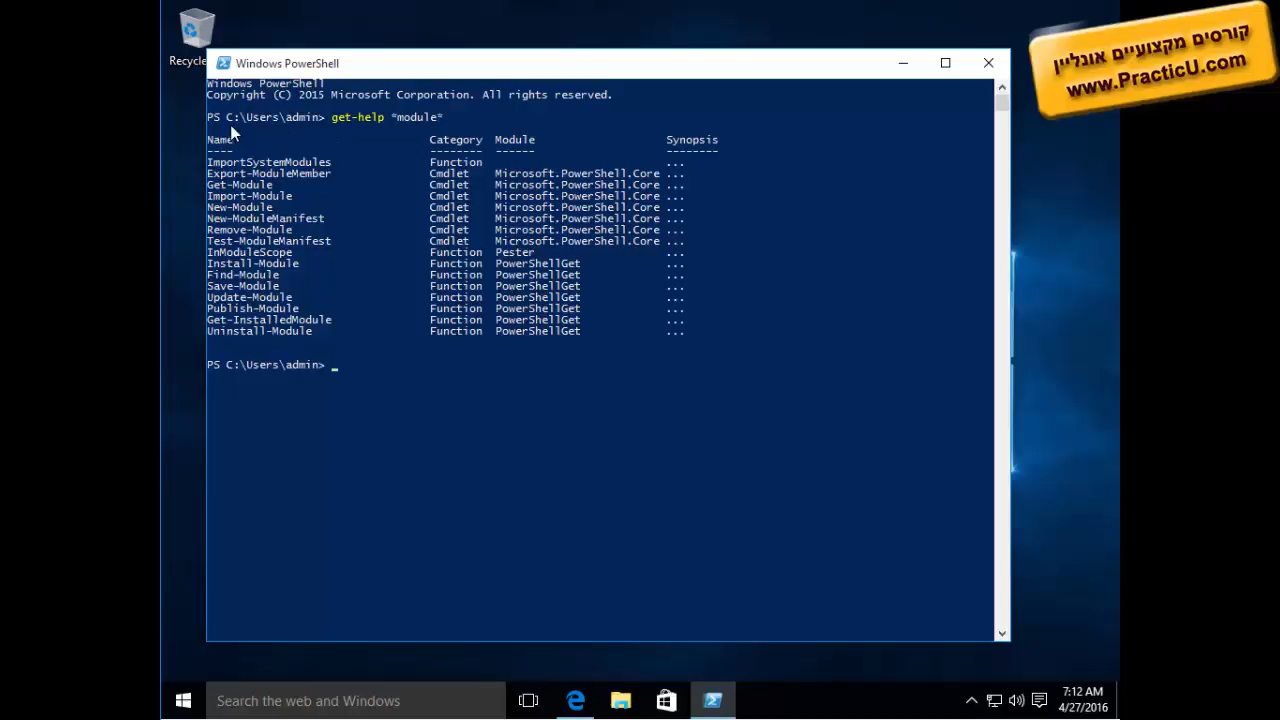 קורסים מקצועיים אונליין
www.PracticU.com
Recycle
Windows PowerShell
Windows PowerShell
Copyright (C) 2015 Microsoft Corporation. All rights reserved.
PS C:\Users\admin> get-help *module*
Name Category Module Synopsis
---- -------- ------ --------
ImportSystemModules Function ...
Export-ModuleMember Cmdlet Microsoft.PowerShell.Core ...
Get-Module Cmdlet Microsoft.PowerShell.Core ...
Import-Module Cmdlet Microsoft.PowerShell.Core ...
New-Module Cmdlet Microsoft.PowerShell.Core ...
New-ModuleManifest Cmdlet Microsoft.PowerShell.Core ...
Remove-Module Cmdlet Microsoft.PowerShell.Core ...
Test-ModuleManifest Cmdlet Microsoft.PowerShell.Core ...
InModuleScope Function Pester ...
Install-Module Function PowerShellGet ...
Find-Module Function PowerShellGet ...
Save-Module Function PowerShellGet ...
Update-Module Function PowerShellGet ...
Publish-Module Function PowerShellGet ...
Get-InstalledModule Function PowerShellGet ...
Uninstall-Module Function PowerShellGet ...
PS C:\Users\admin> _
Search the web and Windows
7:12 AM
4/27/2016